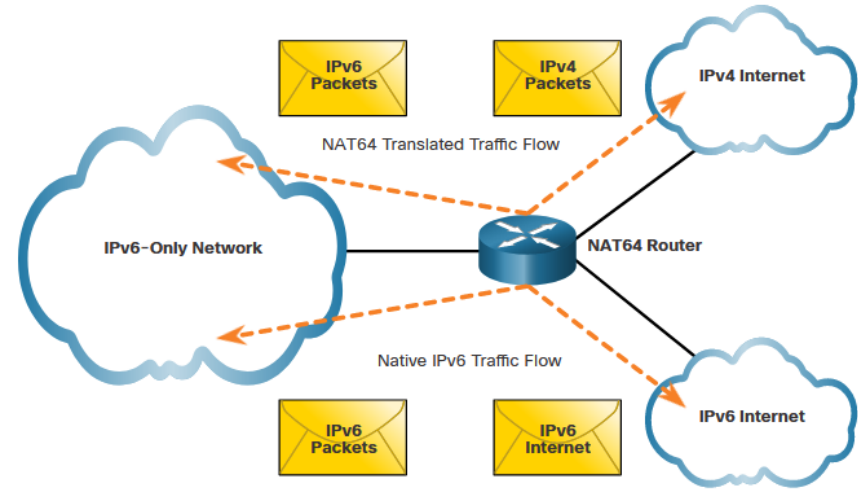 IPv6
Packets
IPv4
Packets
IPv4 Internet
NAT64 Translated Traffic Flow
IPv6-Only Network
NAT64 Router
Native IPv6 Traffic Flow
IPv6
Packets
IPv6
Internet
IPv6 Internet